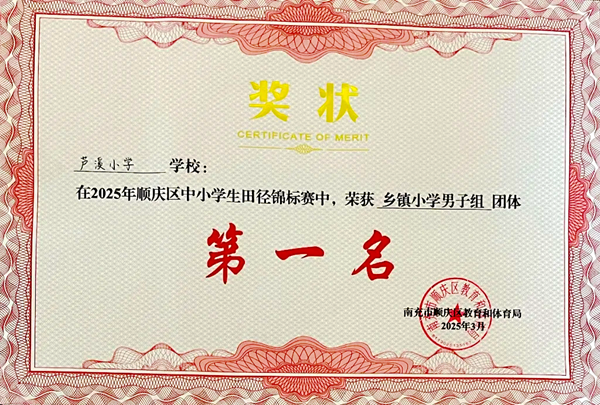 奖状
CERTIFICATE OF MERIT
芦溪小学 学校：
在2025年顺庆区中小学生田径锦标赛中，荣获 乡镇小学男子组 团体
第一名
南充市顺庆区教育和体育局
2025年3月